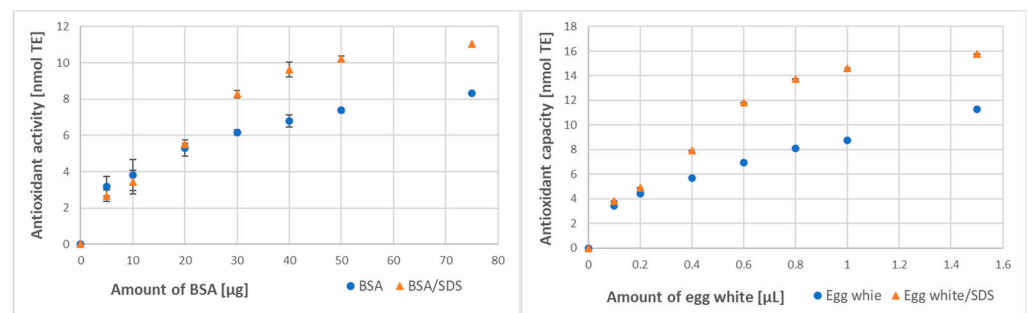 12
10
8
6
4
2
0
Antioxidant activity [nmol TE]
0 10 20 30 40 50 60 70 80
Amount of BSA [µg]
BSA BSA/SDS
18
16
14
12
10
8
6
4
2
0
Antioxidant capacity [nmol TE]
0 0.2 0.4 0.6 0.8 1 1.2 1.4 1.6
Amount of egg white [µL]
Egg whie Egg white/SDS